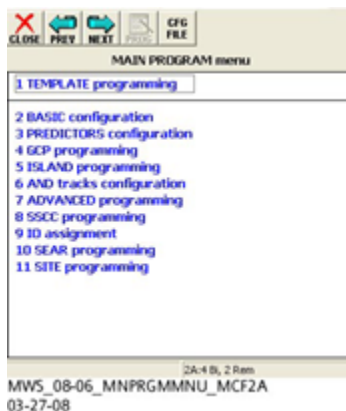 CLOSE PREV NEXT PROG CFG FILE
MAIN PROGRAM menu
1 TEMPLATE programming
2 BASIC configuration
3 PREDICTORS configuration
4 GCP programming
5 ISLAND programming
6 AND tracks configuration
7 ADVANCED programming
8 SSCC programming
9 IO assignment
10 SEAR programming
11 SITE programming
2A:4 Bi, 2 Rem
MWS_08-06_MNPRGMMNU_MCF2A
03-27-08